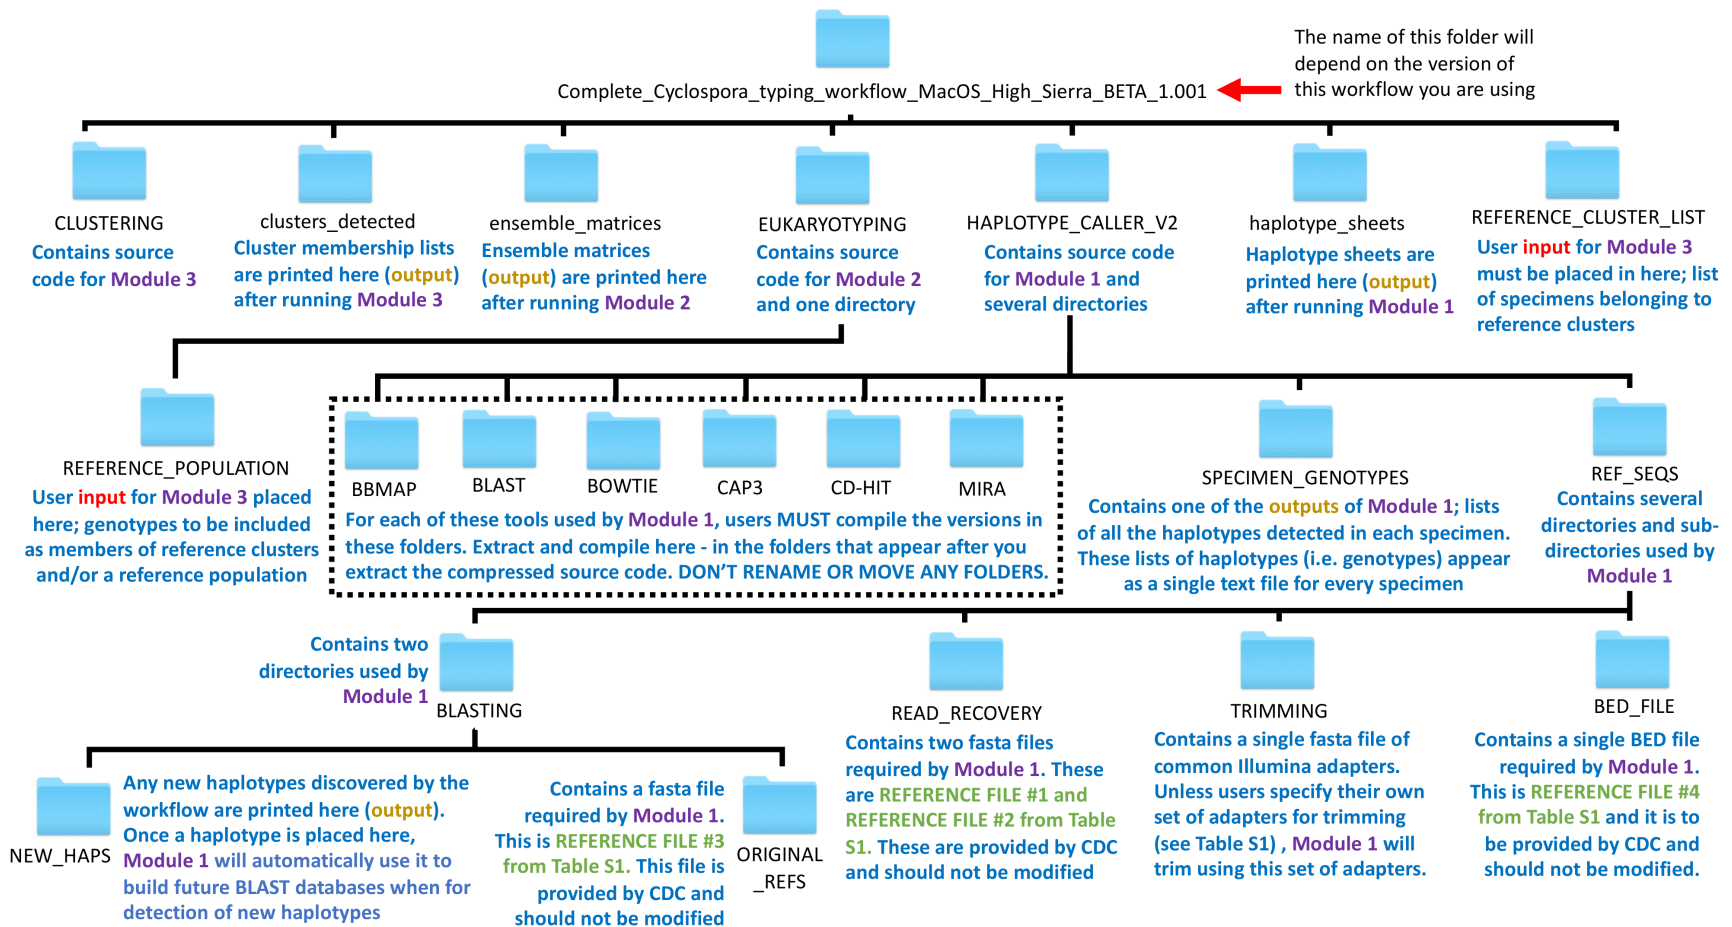 The name of this folder will
depend on the version of
this workflow you are using
Complete_Cyclospora_typing_workflow_MacOS_High_Sierra_BETA_1.001
CLUSTERING
Contains source
code for Module 3
clusters_detected
Cluster membership lists
are printed here (output)
after running Module 3
ensemble_matrices
Ensemble matrices
(output) are printed here
after running Module 2
EUKARYOTYPING
Contains source
code for Module 2
and one directory
HAPLOTYPE_CALLER_V2
Contains source code
for Module 1 and
several directories
haplotype_sheets
Haplotype sheets are
printed here (output)
after running Module 1
REFERENCE_CLUSTER_LIST
User input for Module 3
must be placed in here; list
of specimens belonging to
reference clusters
REFERENCE_POPULATION
User input for Module 3 placed
here; genotypes to be included
as members of reference clusters
and/or a reference population
BBMAP
BLAST
BOWTIE
CAP3
CD-HIT
MIRA
For each of these tools used by Module 1, users MUST compile the versions in
these folders. Extract and compile here - in the folders that appear after you
extract the compressed source code. DON'T RENAME OR MOVE ANY FOLDERS.
SPECIMEN_GENOTYPES
Contains one of the outputs of Module 1; lists
of all the haplotypes detected in each specimen.
These lists of haplotypes (i.e. genotypes) appear
as a single text file for every specimen
REF_SEQS
Contains several
directories and sub-
directories used by
Module 1
Contains two
directories used by
Module 1
BLASTING
READ_RECOVERY
Contains two fasta files
required by Module 1. These
are REFERENCE FILE #1 and
REFERENCE FILE #2 from Table
S1. These are provided by CDC
and should not be modified
TRIMMING
Contains a single fasta file of
common Illumina adapters.
Unless users specify their own
set of adapters for trimming
(see Table S1) , Module 1 will
trim using this set of adapters.
BED_FILE
Contains a single BED file
required by Module 1.
This is REFERENCE FILE #4
from Table S1 and it is to
be provided by CDC and
should not be modified.
NEW_HAPS
Any new haplotypes discovered by the
workflow are printed here (output).
Once a haplotype is placed here,
Module 1 will automatically use it to
build future BLAST databases when for
detection of new haplotypes
Contains a fasta file
required by Module 1.
This is REFERENCE FILE #3
from Table S1. This file is
provided by CDC and
should not be modified
ORIGINAL
_REFS